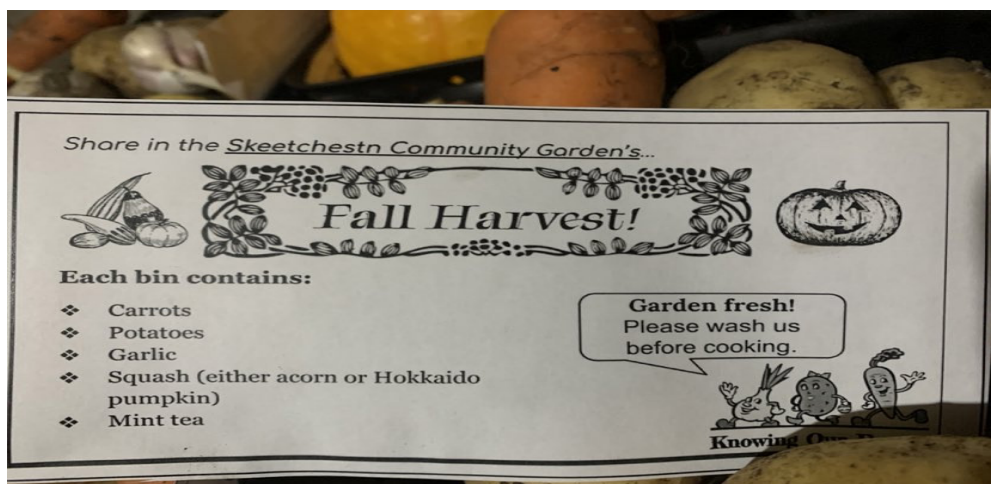 Share in the Skeetchestn Community Garden's...
Fall Harvest!
Each bin contains:
❖ Carrots
❖ Potatoes
❖ Garlic
❖ Squash (either acorn or Hokkaido
pumpkin)
❖ Mint tea
Garden fresh!
Please wash us
before cooking.
Knowing Our